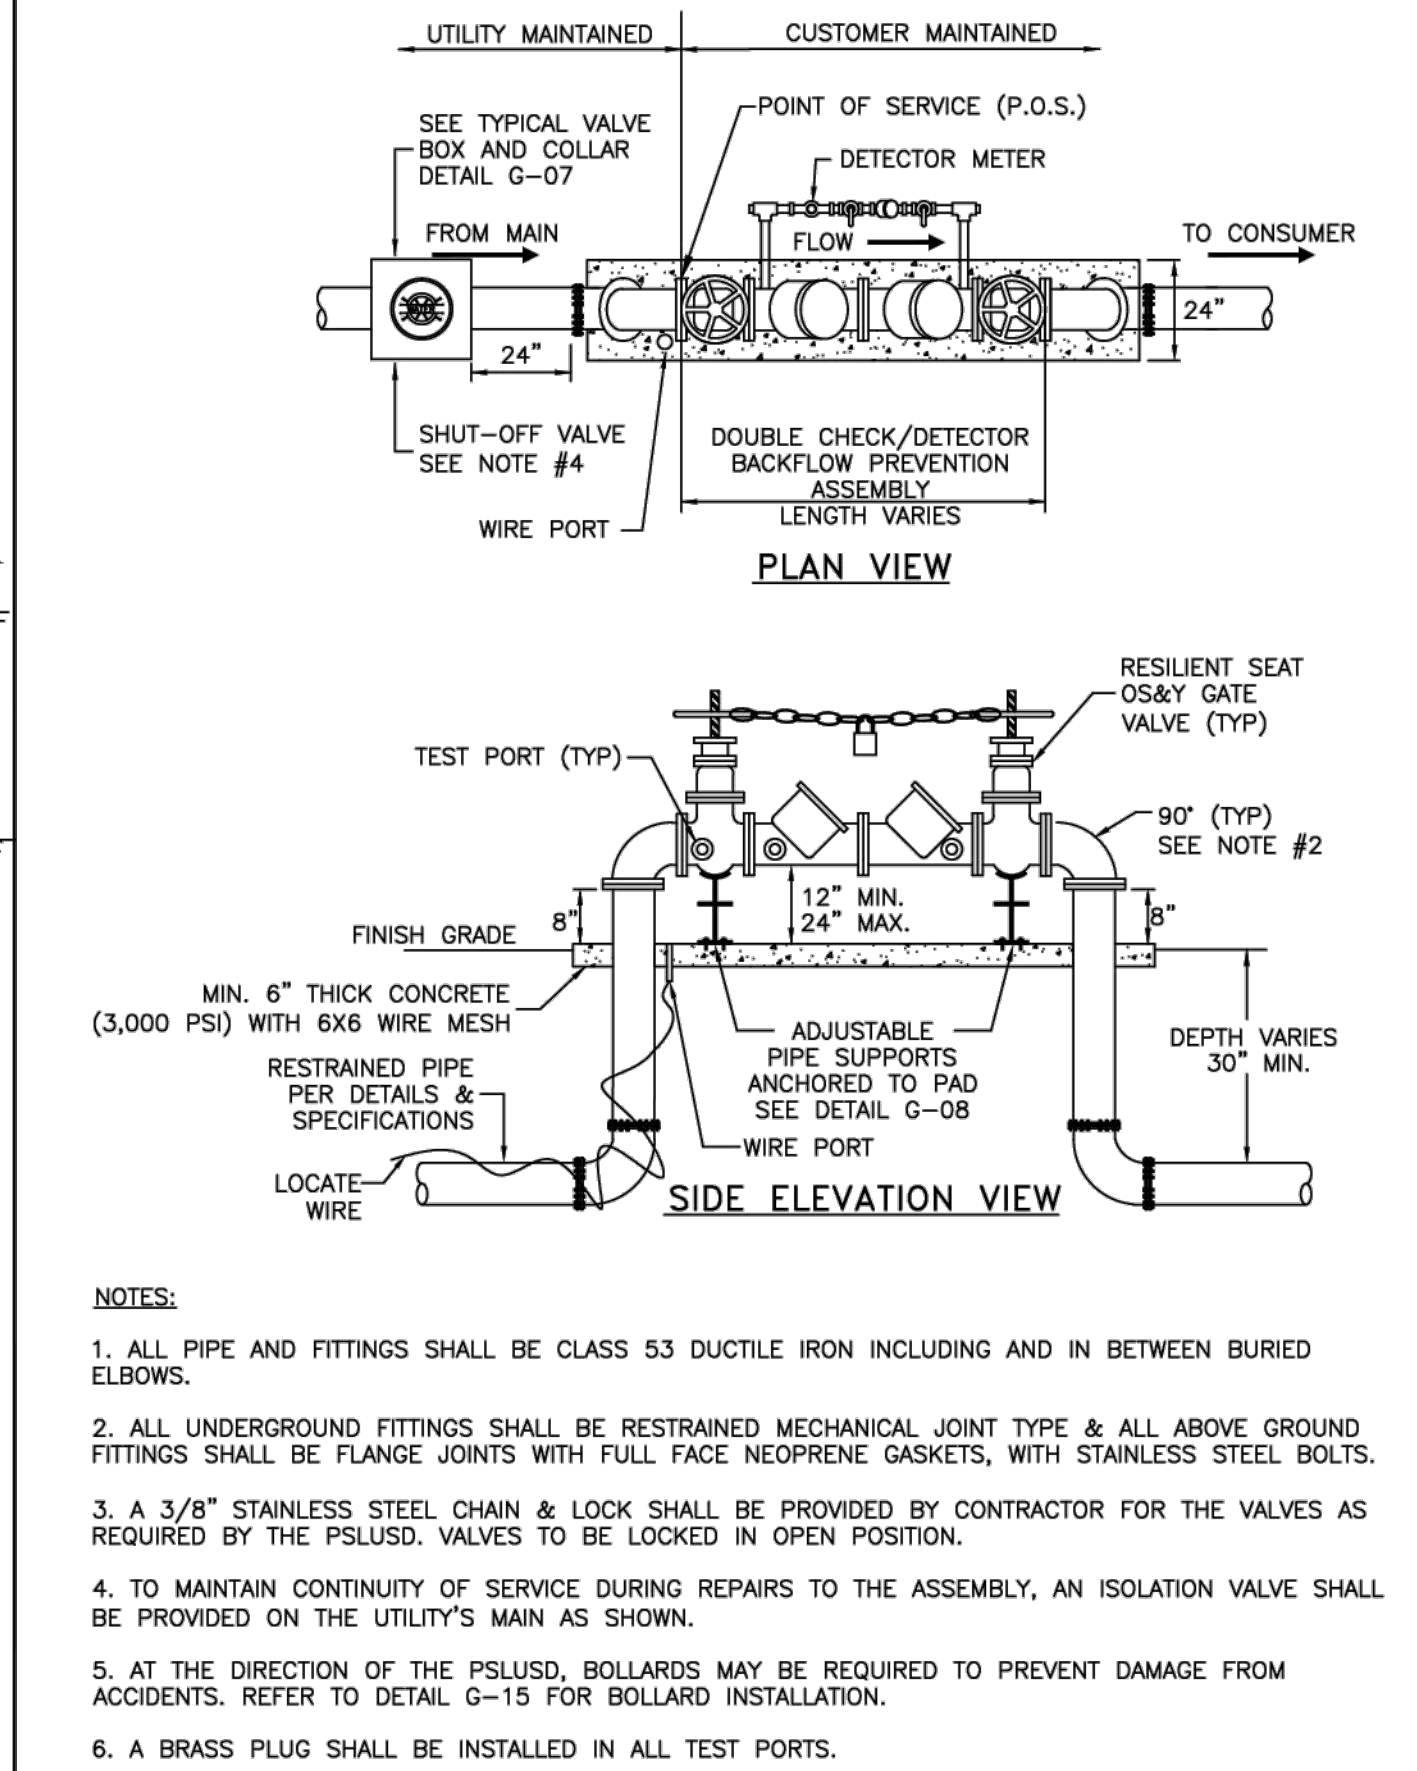 UTILITY MAINTAINED
CUSTOMER MAINTAINED
POINT OF SERVICE (P.O.S.)
SEE TYPICAL VALVE
BOX AND COLLAR
DETAIL G-07
DETECTOR METER
FROM MAIN
FLOW
TO CONSUMER
WATER
24"
24"
SHUT-OFF VALVE
SEE NOTE #4
DOUBLE CHECK/DETECTOR
BACKFLOW PREVENTION
ASSEMBLY
LENGTH VARIES
WIRE PORT
PLAN VIEW
RESILIENT SEAT
OS&Y GATE
VALVE (TYP)
TEST PORT (TYP)
90° (TYP)
SEE NOTE #2
12" MIN.
24" MAX.
8"
8"
FINISH GRADE
MIN. 6" THICK CONCRETE
(3,000 PSI) WITH 6X6 WIRE MESH
ADJUSTABLE
PIPE SUPPORTS
ANCHORED TO PAD
SEE DETAIL G-08
DEPTH VARIES
30" MIN.
RESTRAINED PIPE
PER DETAILS &
SPECIFICATIONS
WIRE PORT
LOCATE
WIRE
SIDE ELEVATION VIEW
NOTES:
1. ALL PIPE AND FITTINGS SHALL BE CLASS 53 DUCTILE IRON INCLUDING AND IN BETWEEN BURIED
ELBOWS.
2. ALL UNDERGROUND FITTINGS SHALL BE RESTRAINED MECHANICAL JOINT TYPE & ALL ABOVE GROUND
FITTINGS SHALL BE FLANGE JOINTS WITH FULL FACE NEOPRENE GASKETS, WITH STAINLESS STEEL BOLTS.
3. A 3/8" STAINLESS STEEL CHAIN & LOCK SHALL BE PROVIDED BY CONTRACTOR FOR THE VALVES AS
REQUIRED BY THE PSLUSD. VALVES TO BE LOCKED IN OPEN POSITION.
4. TO MAINTAIN CONTINUITY OF SERVICE DURING REPAIRS TO THE ASSEMBLY, AN ISOLATION VALVE SHALL
BE PROVIDED ON THE UTILITY'S MAIN AS SHOWN.
5. AT THE DIRECTION OF THE PSLUSD, BOLLARDS MAY BE REQUIRED TO PREVENT DAMAGE FROM
ACCIDENTS. REFER TO DETAIL G-15 FOR BOLLARD INSTALLATION.
6. A BRASS PLUG SHALL BE INSTALLED IN ALL TEST PORTS.